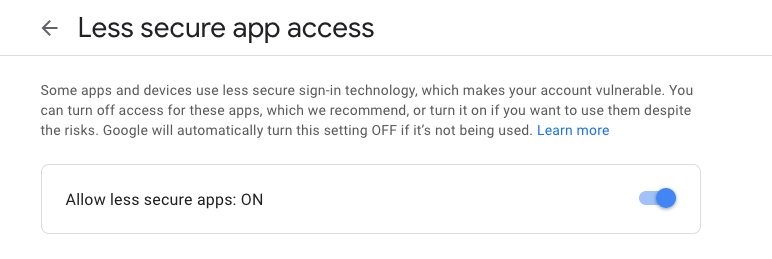 Less secure app access
Some apps and devices use less secure sign-in technology, which makes your account vulnerable. You
can turn off access for these apps, which we recommend, or turn it on if you want to use them despite
the risks. Google will automatically turn this setting OFF if it’s not being used. Learn more
Allow less secure apps: ON